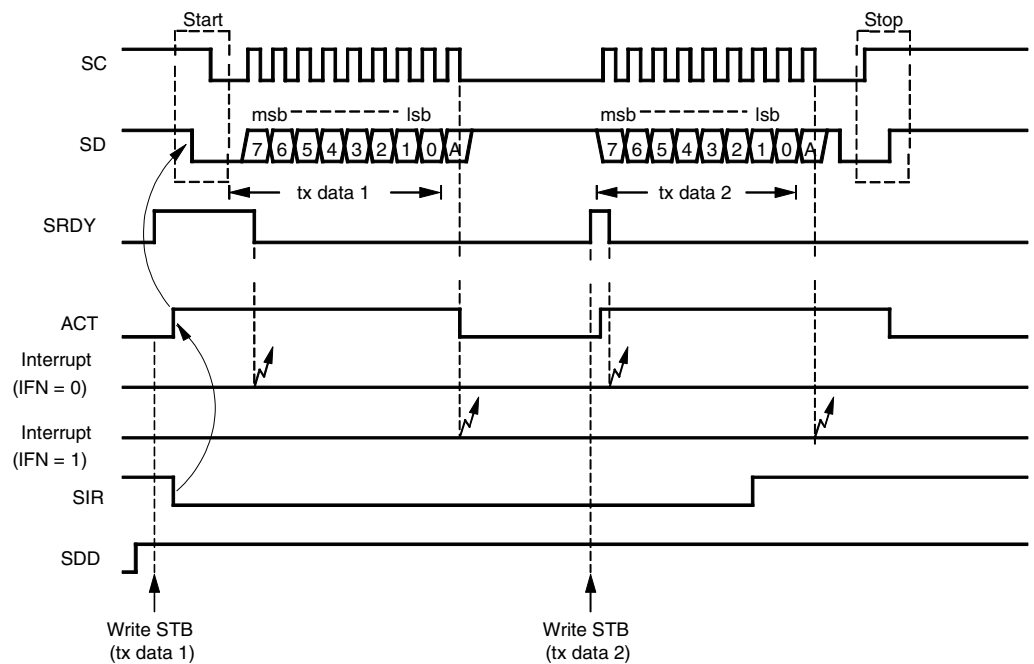 Start Stop
SC
msb lsb msb lsb
SD 7 6 5 4 3 2 1 0 A 7 6 5 4 3 2 1 0 A
tx data 1 tx data 2
SRDY
ACT
Interrupt
(IFN = 0)
Interrupt
(IFN = 1)
SIR
SDD
Write STB Write STB
(tx data 1) (tx data 2)